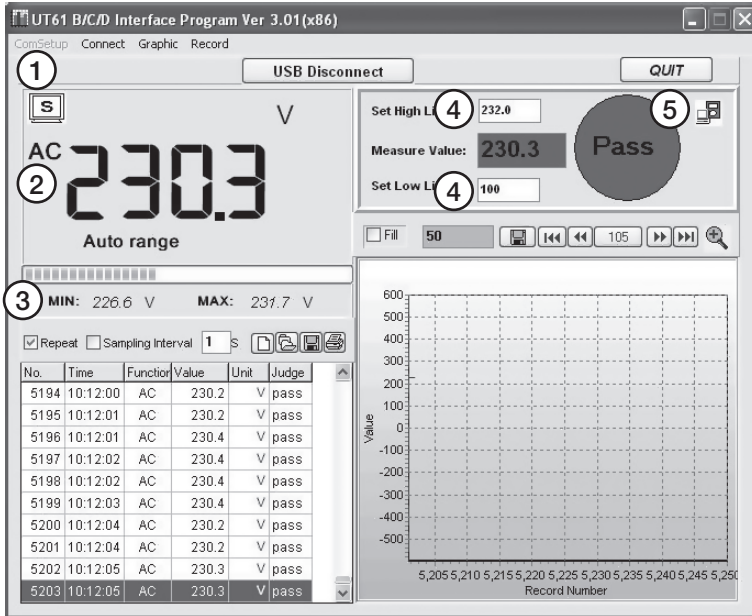 UT61 B/C/D Interface Program Ver 3.01(x86)
ComSetup Connect Graphic Record
1 USB Disconnect QUIT
S V
AC 230.3
2
Auto range
3 MIN: 226.6 V MAX: 231.7 V
Repeat Sampling Interval 1 S
No. Time Function Value Unit Judge
5194 10:12:00 AC 230.2 V pass
5195 10:12:01 AC 230.2 V pass
5196 10:12:01 AC 230.4 V pass
5197 10:12:02 AC 230.4 V pass
5198 10:12:02 AC 230.4 V pass
5199 10:12:03 AC 230.4 V pass
5200 10:12:04 AC 230.2 V pass
5201 10:12:04 AC 230.2 V pass
5202 10:12:05 AC 230.3 V pass
5203 10:12:05 AC 230.3 V pass
Set High Li 4 232.0 5
Measure Value: 230.3 Pass
Set Low Li 4 100
Fill 50 105
600
500
400
300
200
100
0
-100
-200
-300
-400
-500
Value
5,205 5,210 5,215 5,220 5,225 5,230 5,235 5,240 5,245 5,250
Record Number